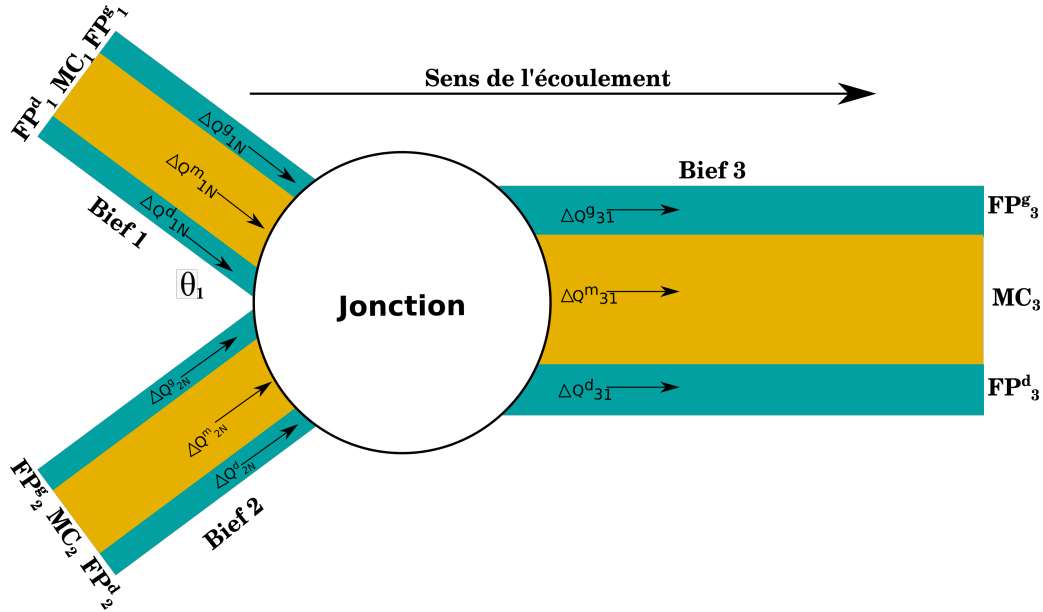 Sens de l'écoulement
FP^d_1 MC_1 FP^g_1
ΔQ^g_1N
ΔQ^m_1N
ΔQ^d_1N
Bief 1
θ_1
Jonction
Bief 3
ΔQ^g_31
FP^g_3
ΔQ^m_31
MC_3
ΔQ^d_31
FP^d_3
ΔQ^g_2N
ΔQ^m_2N
ΔQ^d_2N
FP^g_2 MC_2 FP^d_2
Bief 2